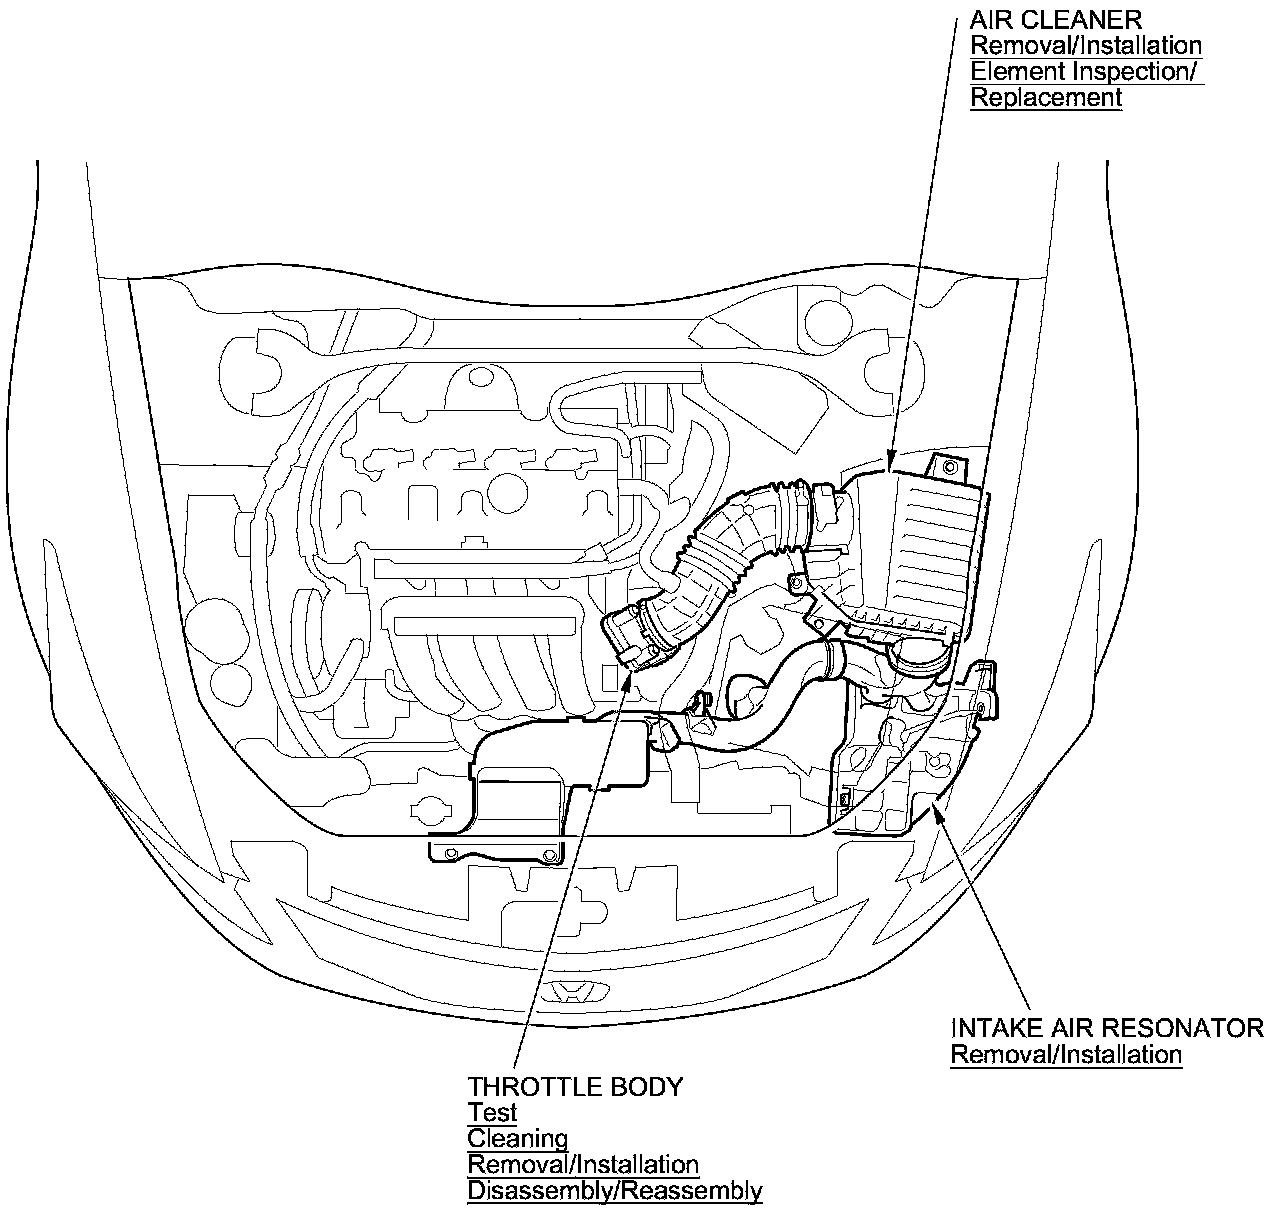 AIR CLEANER
Removal/Installation
Element Inspection/
Replacement
INTAKE AIR RESONATOR
Removal/Installation
THROTTLE BODY
Test
Cleaning
Removal/Installation
Disassembly/Reassembly